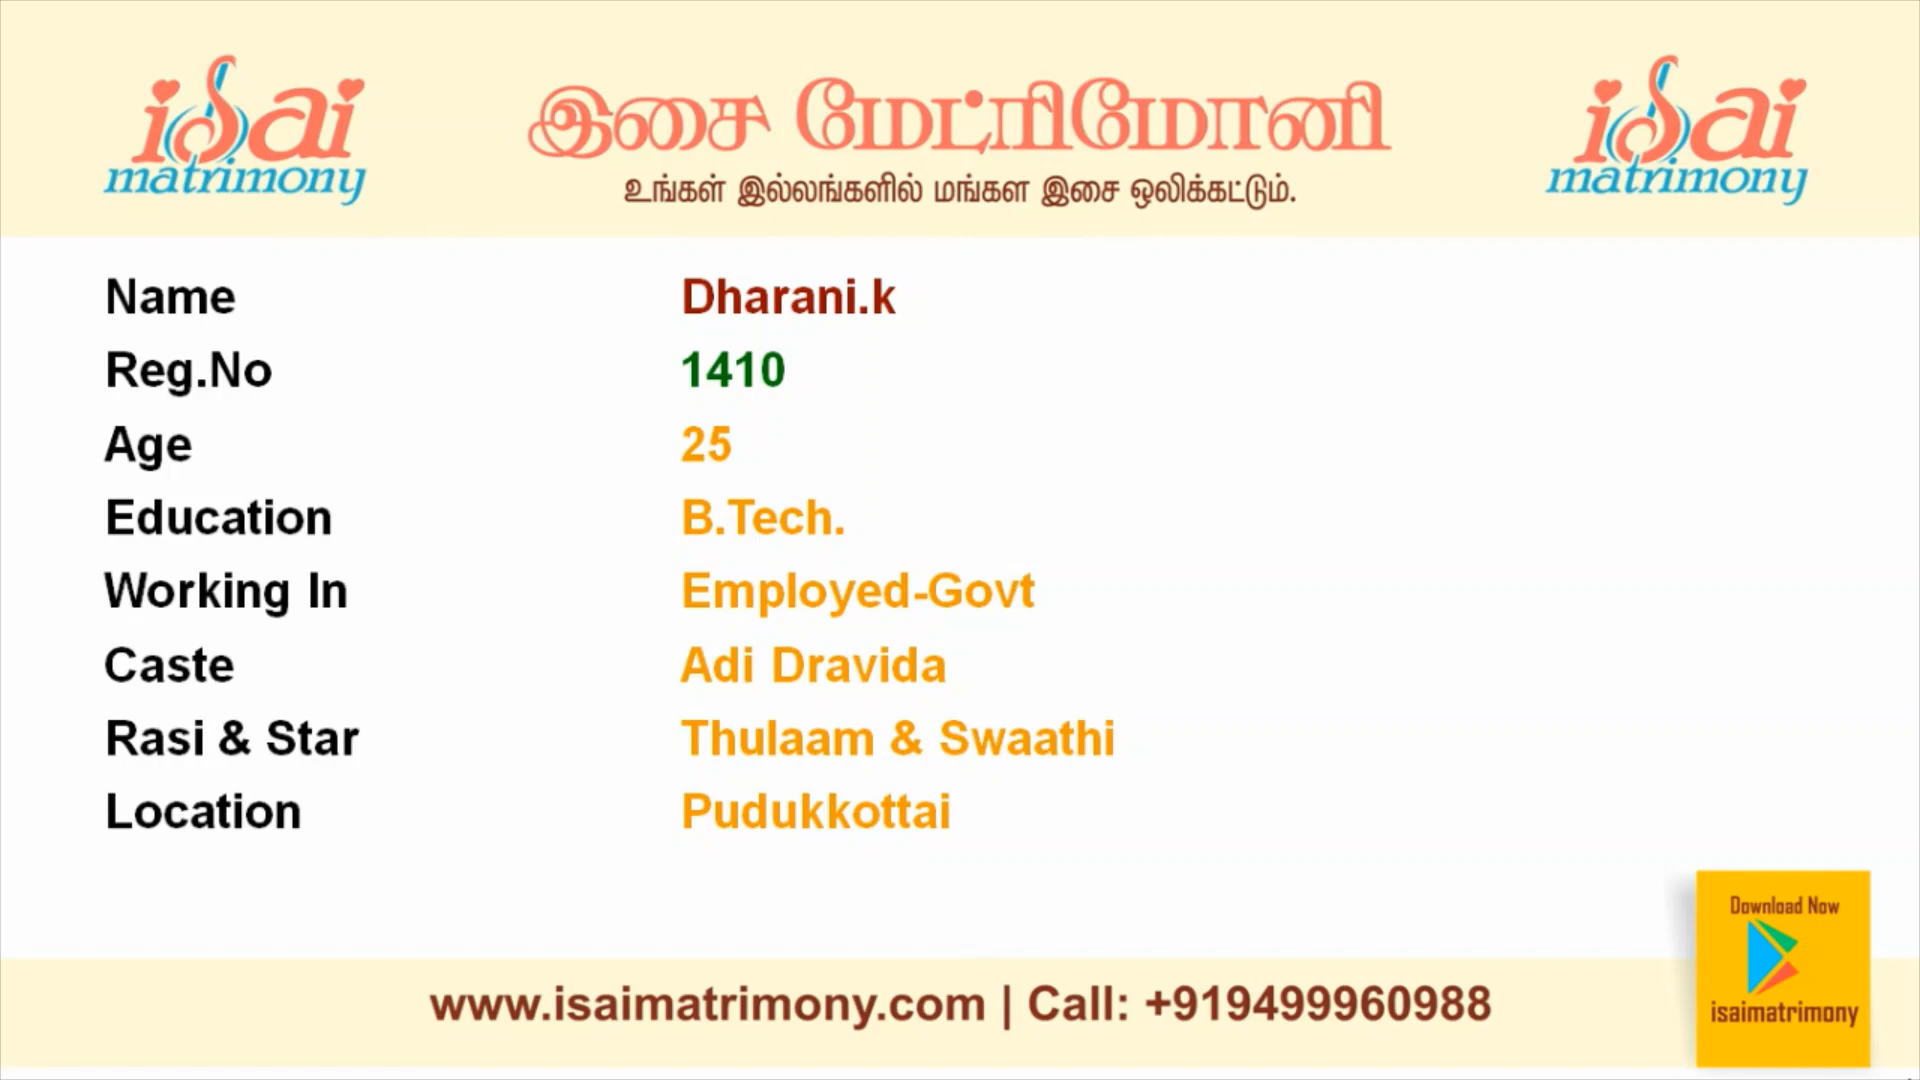 isai matrimony
இசை மேட்ரிமோனி
உங்கள் இல்லங்களில் மங்கள இசை ஒலிக்கட்டும்.
isai matrimony
Name Dharani.k
Reg.No 1410
Age 25
Education B.Tech.
Working In Employed-Govt
Caste Adi Dravida
Rasi & Star Thulaam & Swaathi
Location Pudukkottai
Download Now
isaimatrimony
www.isaimatrimony.com | Call: +919499960988